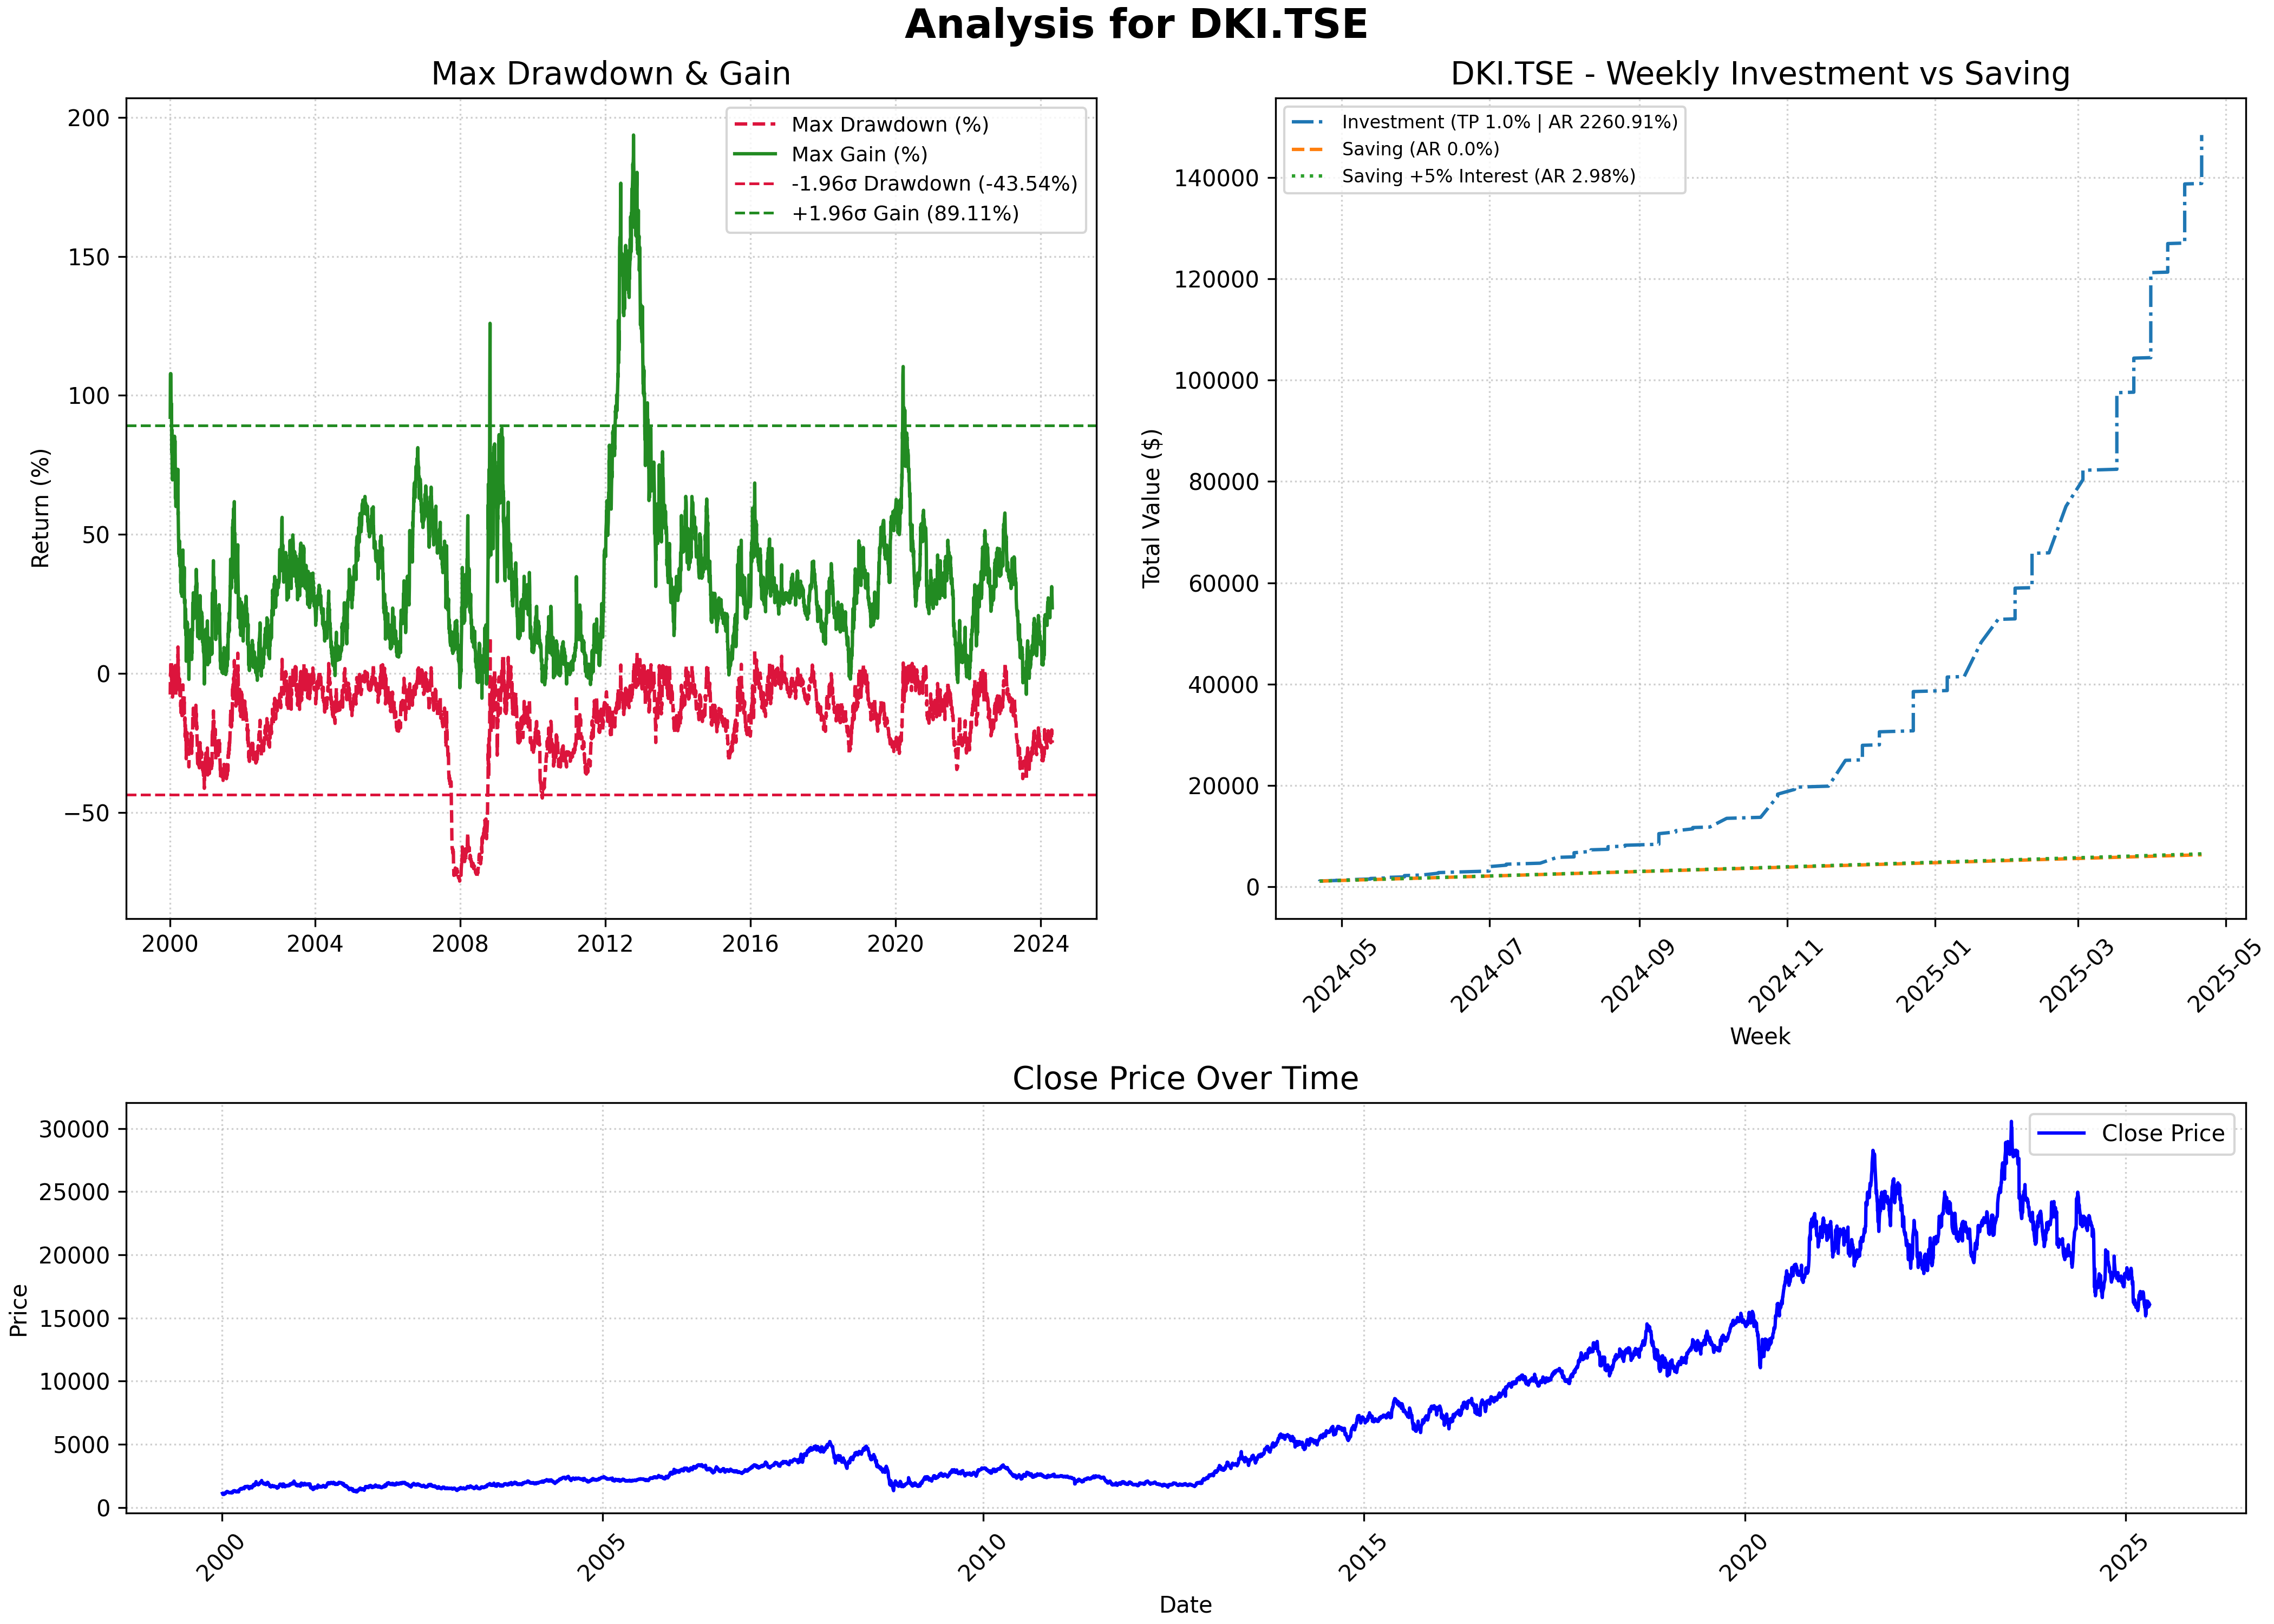 Analysis for DKI.TSE
Max Drawdown & Gain
Return (%)
200
150
100
50
0
−50
Max Drawdown (%)
Max Gain (%)
-1.96σ Drawdown (-43.54%)
+1.96σ Gain (89.11%)
2000 2004 2008 2012 2016 2020 2024
DKI.TSE - Weekly Investment vs Saving
Total Value ($)
140000
120000
100000
80000
60000
40000
20000
0
Investment (TP 1.0% | AR 2260.91%)
Saving (AR 0.0%)
Saving +5% Interest (AR 2.98%)
2024-05 2024-07 2024-09 2024-11 2025-01 2025-03 2025-05
Week
Close Price Over Time
Price
30000
25000
20000
15000
10000
5000
0
Close Price
2000 2005 2010 2015 2020 2025
Date